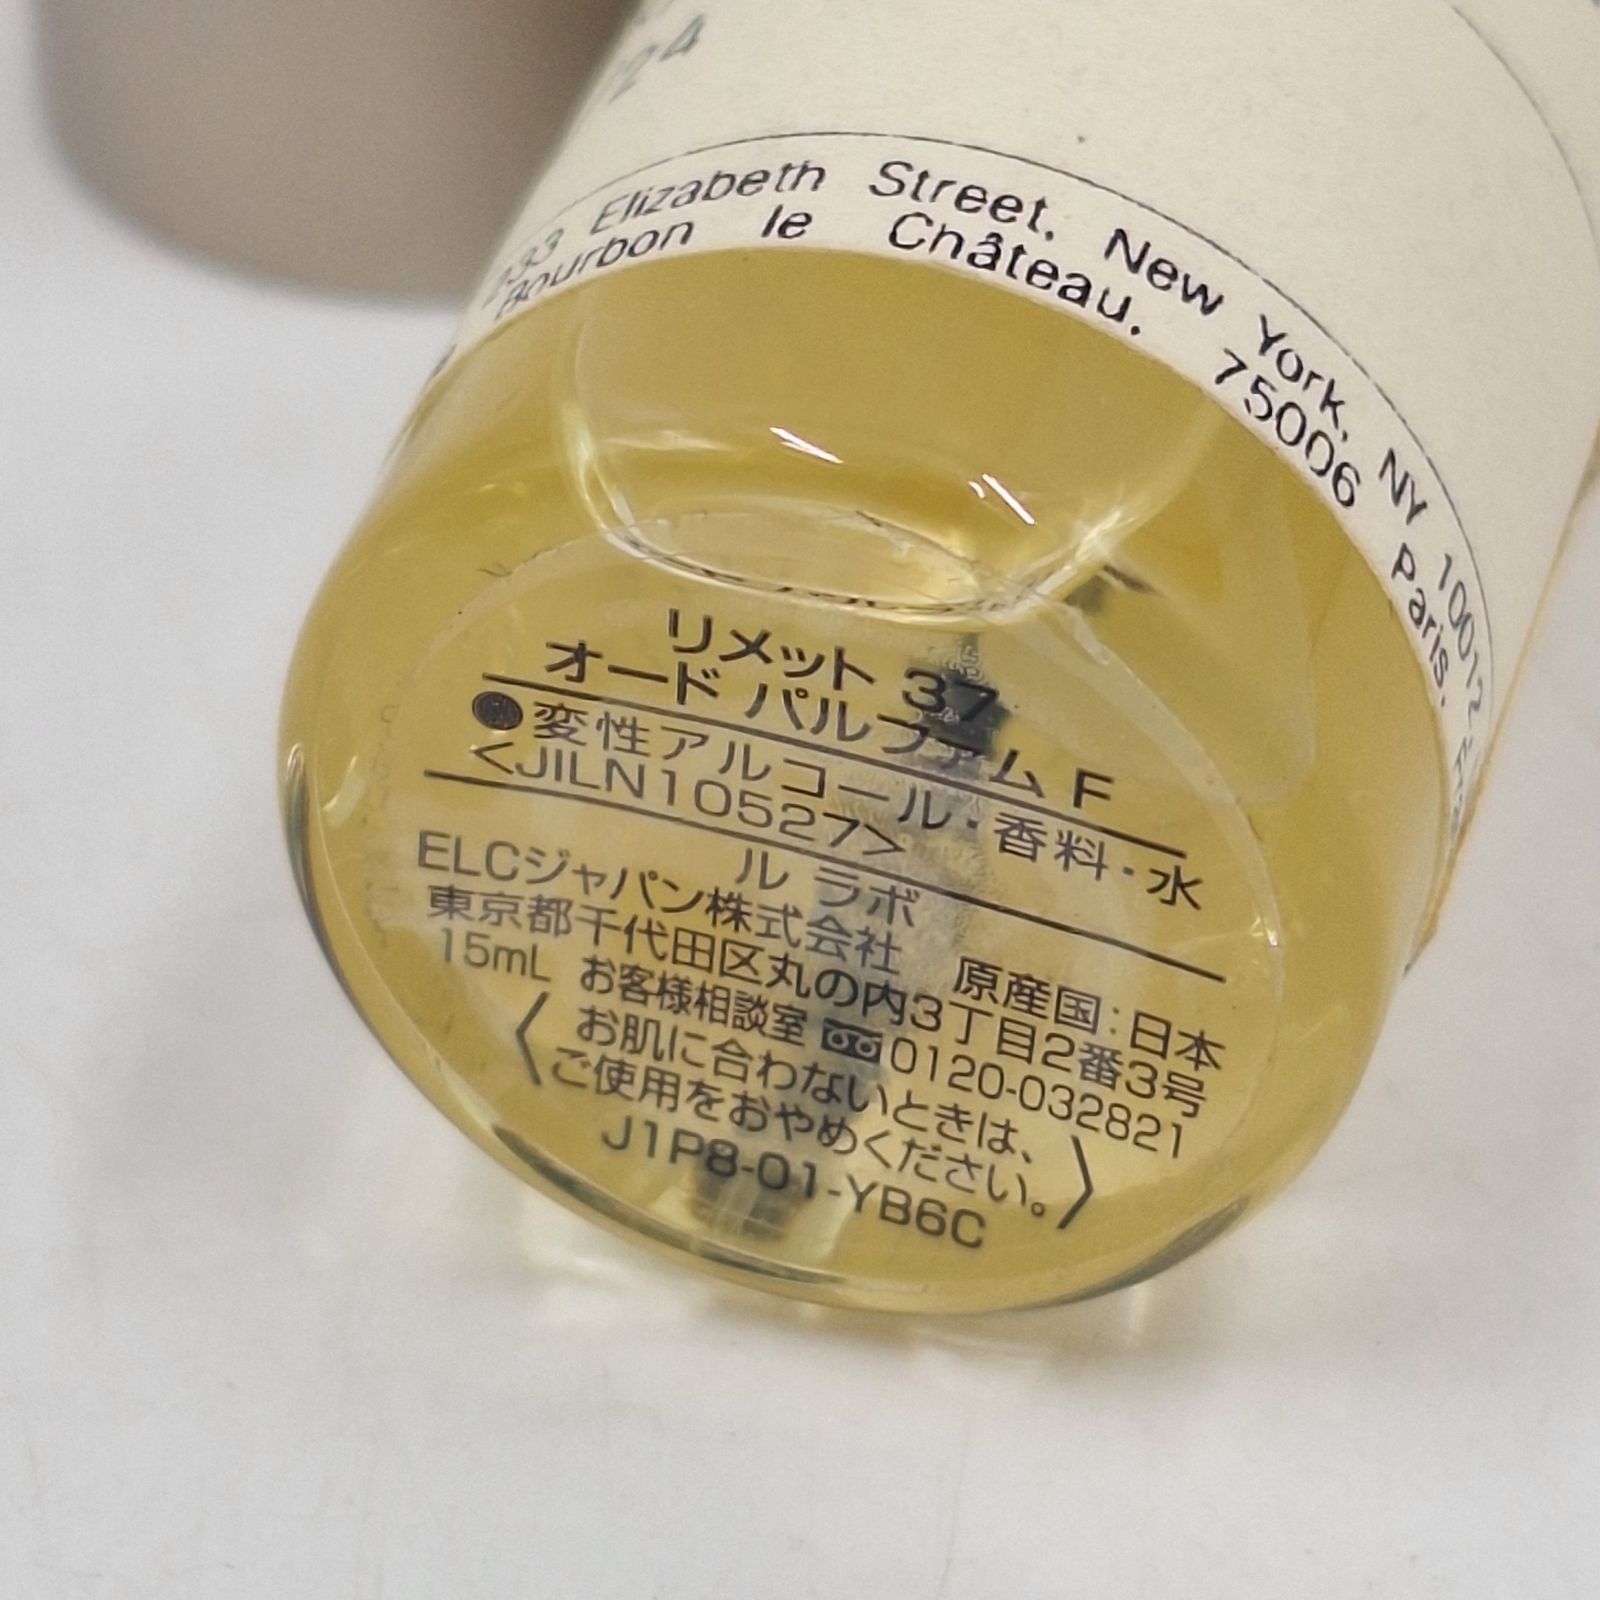 24
233 Elizabeth Street, New York, NY 10012
Bourbon le Château, 75006 Paris.
リメット 37
オード パルファム F
●変性アルコール・香料・水
<JILN10527>
ル ラボ
ELCジャパン株式会社 原産国:日本
東京都千代田区丸の内3丁目2番3号
15mL お客様相談室 0120-032821
お肌に合わないときは、
ご使用をおやめください。
J1P8-01-YB6C